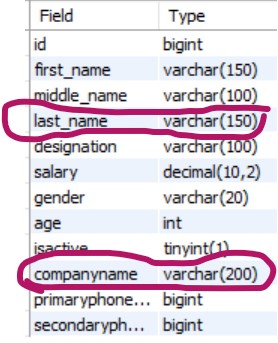 Field Type
id bigint
first_name varchar(150)
middle_name varchar(100)
last_name varchar(150)
designation varchar(100)
salary decimal(10,2)
gender varchar(20)
age int
isactive tinyint(1)
companyname varchar(200)
primaryphone... bigint
secondaryph... bigint